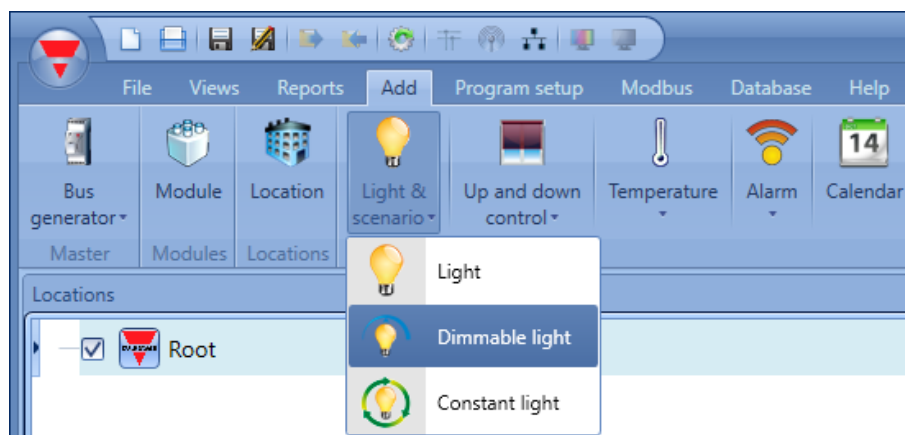 File Views Reports Add Program setup Modbus Database Help
14
Bus generator Module Location Light & scenario Up and down control Temperature Alarm Calendar
Master Modules Locations
Light
Locations
Dimmable light
Root
Constant light